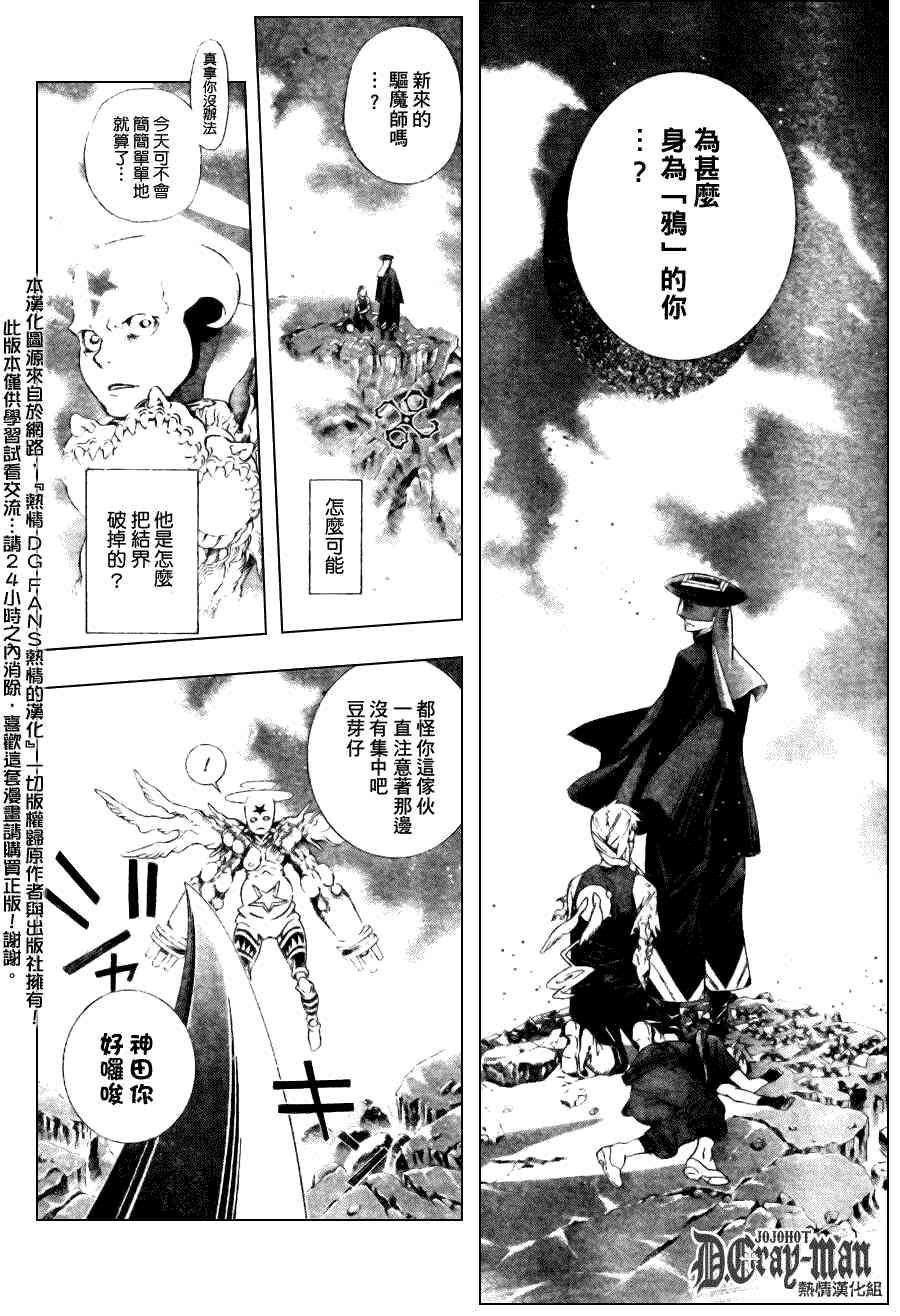 為甚麼
身為「鴉」的你
…?
新來的
驅魔師嗎
…?
怎麼可能
真拿你沒辦法
今天可不會
簡簡單單地
就算了…
他是怎麼
把結界
破掉的?
都怪你這傢伙
一直注意著那邊
沒有集中吧
豆芽仔
!
神田你
好囉唆
キキキン
本漢化圖源來自於網路,『熱情-DG-FANS熱情的漢化』一切版權歸原作者與出版社擁有!
此版本僅供學習試看交流…請24小時之內消除.喜歡這套漫畫請購買正版!謝謝。
JOJOHOT
D.Gray-man
熱情漢化組